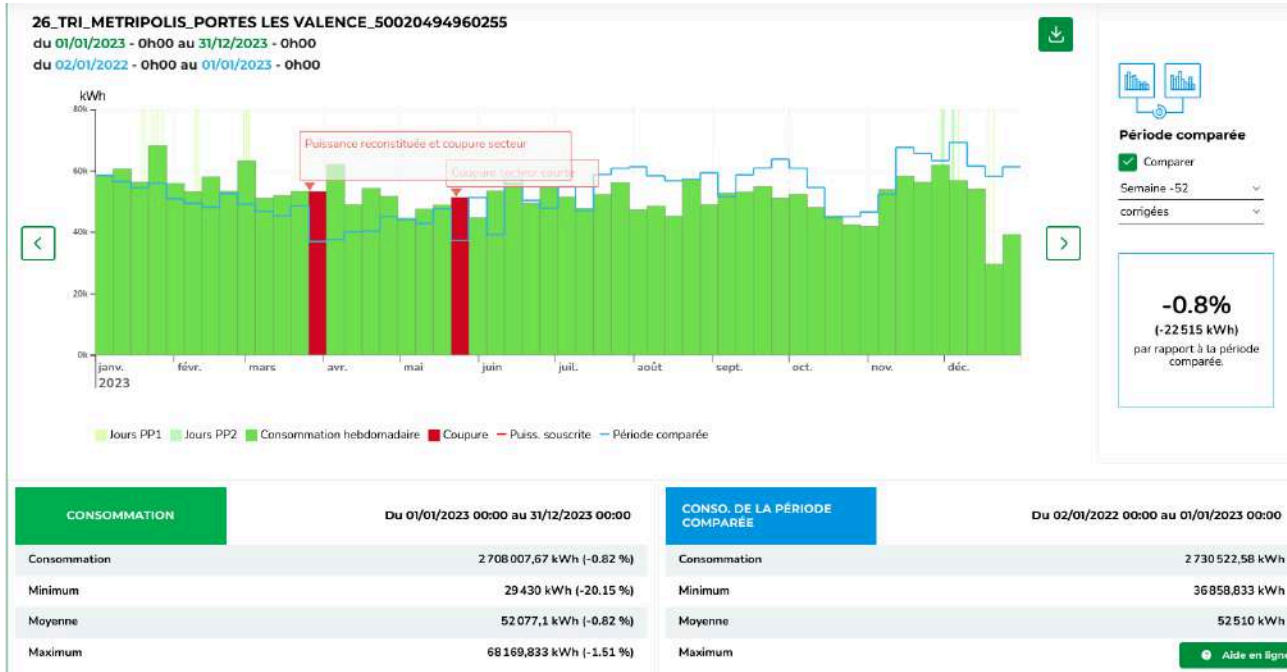 26_TRI_METRIPOLIS_PORTES LES VALENCE_50020494960255
du 01/01/2023 - 0h00 au 31/12/2023 - 0h00
du 02/01/2022 - 0h00 au 01/01/2023 - 0h00
kWh
80k
60k
40k
20k
0k
Puissance reconstituée et coupure secteur
Coupure secteur courte
janv. févr. mars avr. mai juin juil. août sept. oct. nov. déc.
2023
Jours PP1 Jours PP2 Consommation hebdomadaire Coupure Puiss. souscrite Période comparée
Période comparée
Comparer
Semaine -52
corrigées
-0.8%
(-22 515 kWh)
par rapport à la période
comparée.
CONSOMMATION Du 01/01/2023 00:00 au 31/12/2023 00:00
Consommation 2 708 007,67 kWh (-0.82 %)
Minimum 29 430 kWh (-20.15 %)
Moyenne 52 077,1 kWh (-0.82 %)
Maximum 68 169,833 kWh (-1.51 %)
CONSO. DE LA PÉRIODE
COMPARÉE
Du 02/01/2022 00:00 au 01/01/2023 00:00
Consommation 2 730 522,58 kWh
Minimum 36 858,833 kWh
Moyenne 52 510 kWh
Maximum
Aide en ligne